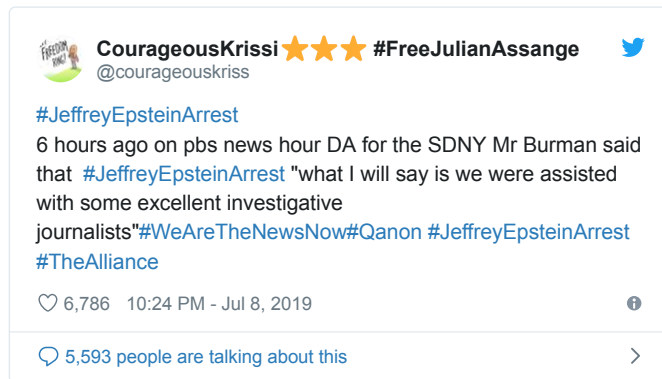 FREEDOM
RING!
CourageousKrissi⭐⭐⭐ #FreeJulianAssange
@courageouskriss
#JeffreyEpsteinArrest
6 hours ago on pbs news hour DA for the SDNY Mr Burman said
that #JeffreyEpsteinArrest "what I will say is we were assisted
with some excellent investigative
journalists"#WeAreTheNewsNow#Qanon #JeffreyEpsteinArrest
#TheAlliance
6,786 10:24 PM - Jul 8, 2019
5,593 people are talking about this